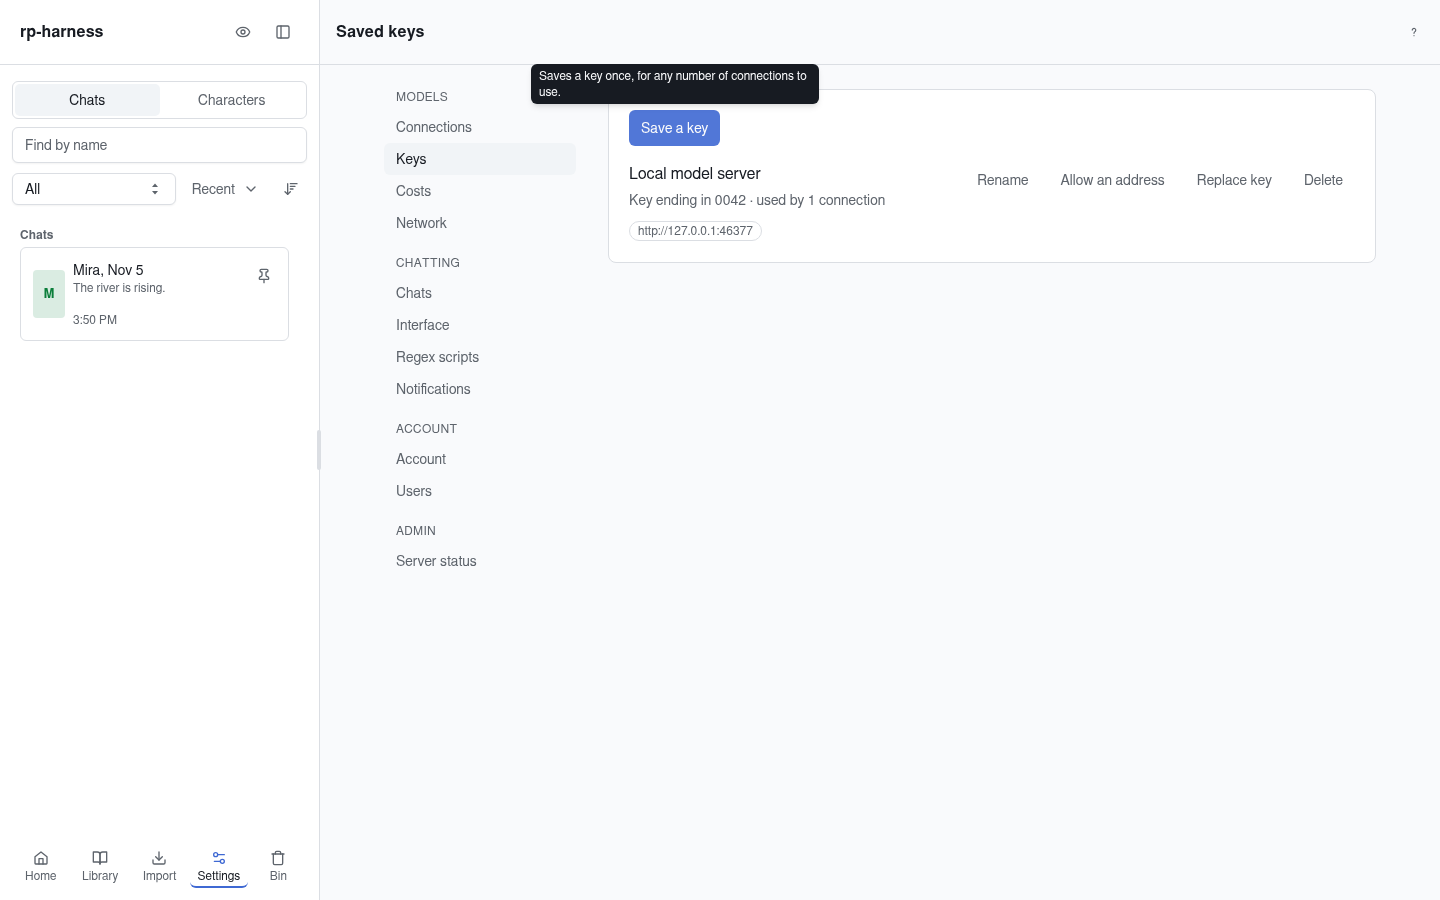 rp-harness
Saved keys
?
Saves a key once, for any number of connections to
use.
Chats
Characters
Find by name
All
Recent
Chats
M
Mira, Nov 5
The river is rising.
3:50 PM
Home
Library
Import
Settings
Bin
MODELS
Connections
Keys
Costs
Network
CHATTING
Chats
Interface
Regex scripts
Notifications
ACCOUNT
Account
Users
ADMIN
Server status
Save a key
Local model server
Key ending in 0042 · used by 1 connection
http://127.0.0.1:46377
Rename
Allow an address
Replace key
Delete